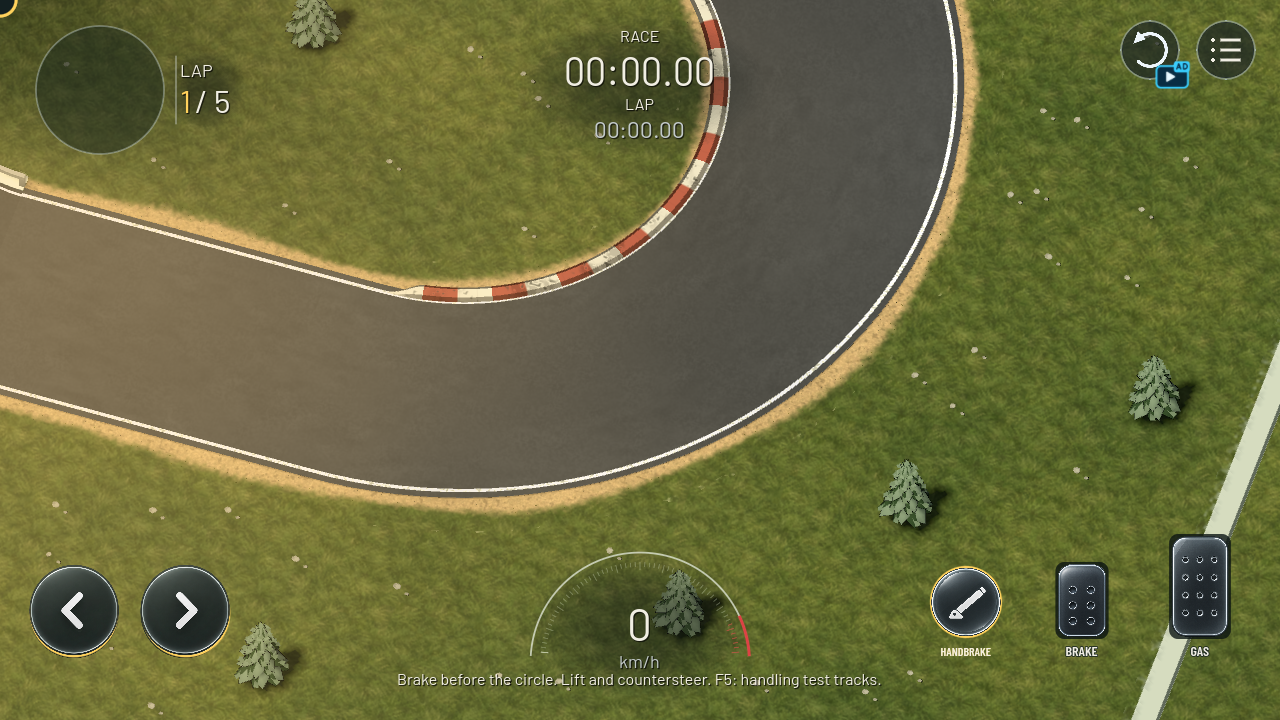 LAP
1/ 5
RACE
00:00.00
LAP
00:00.00
AD
0
km/h
HANDBRAKE
BRAKE
GAS
Brake before the circle. Lift and countersteer. F5: handling test tracks.